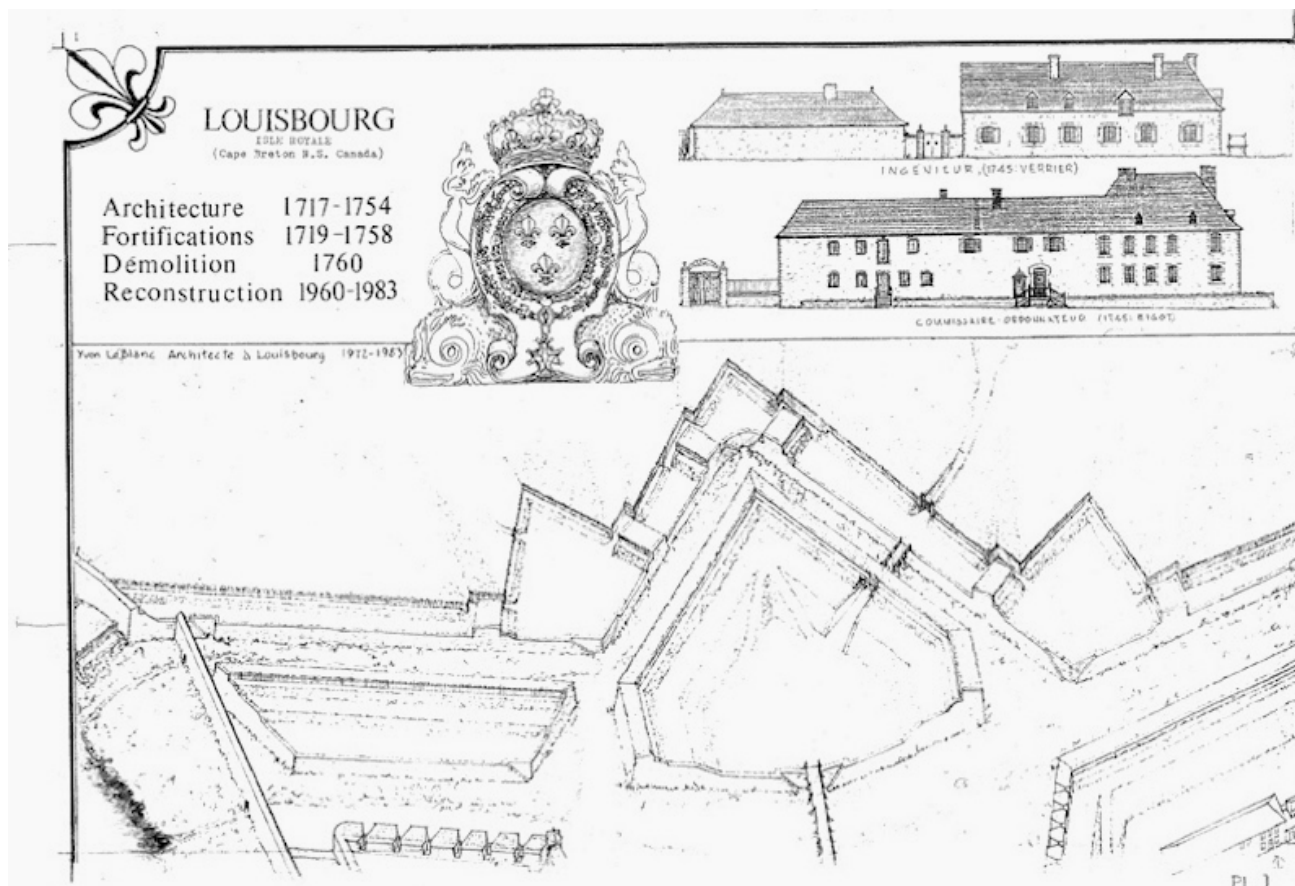 1
LOUISBOURG
ISLE ROYALE
(Cape Breton N.S. Canada)
Architecture 1717-1754
Fortifications 1719-1758
Démolition 1760
Reconstruction 1960-1983
INGENIEUR, (1745: VERRIER)
COMMISSAIRE-ORDONNATEUR (1745: BIGOT)
Yvon LeBlanc Architecte à Louisbourg 1972-1983
Pl 1